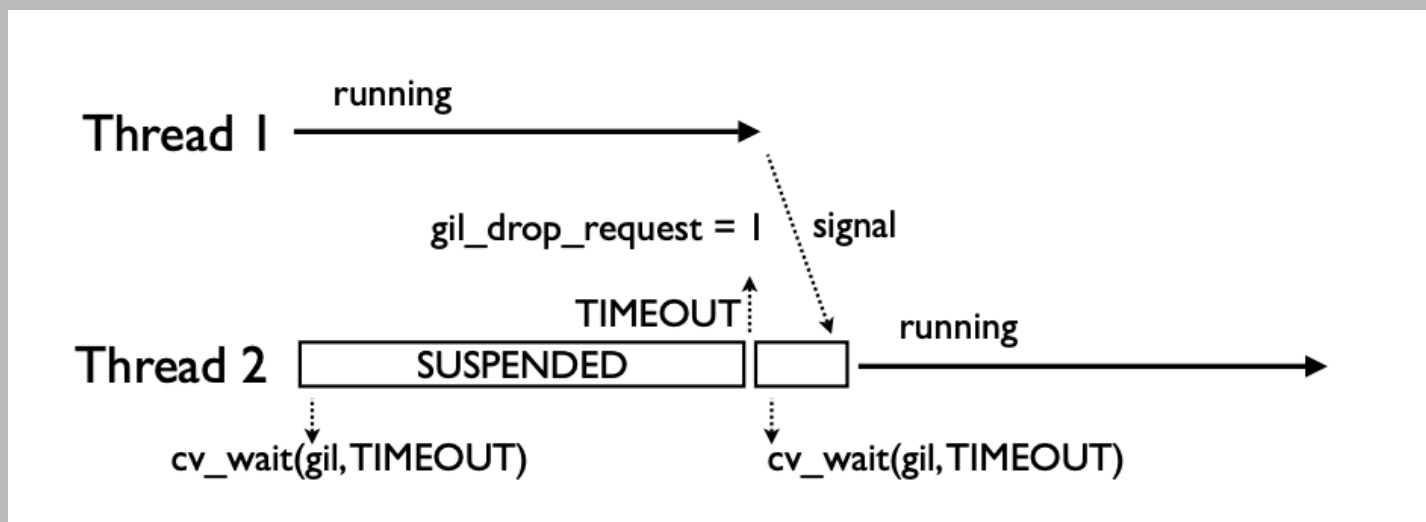 running
Thread 1
gil_drop_request = 1
signal
TIMEOUT
running
Thread 2
SUSPENDED
cv_wait(gil,TIMEOUT)
cv_wait(gil,TIMEOUT)